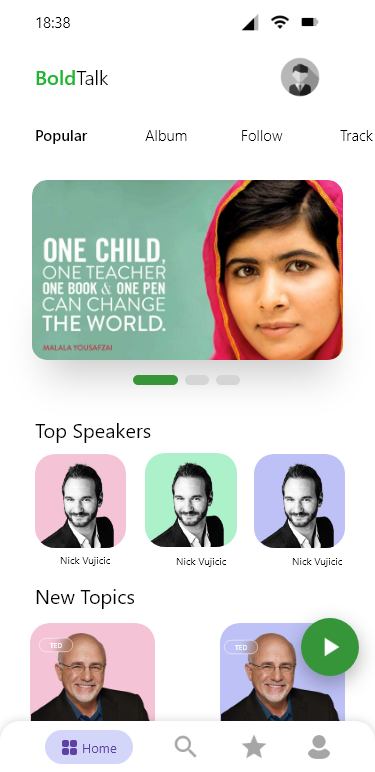 18:38
BoldTalk
Popular Album Follow Track
ONE CHILD,
ONE TEACHER
ONE BOOK & ONE PEN
CAN CHANGE
THE WORLD.
MALALA YOUSAFZAI
Top Speakers
Nick Vujicic Nick Vujicic Nick Vujicic
New Topics
TED TED
Home